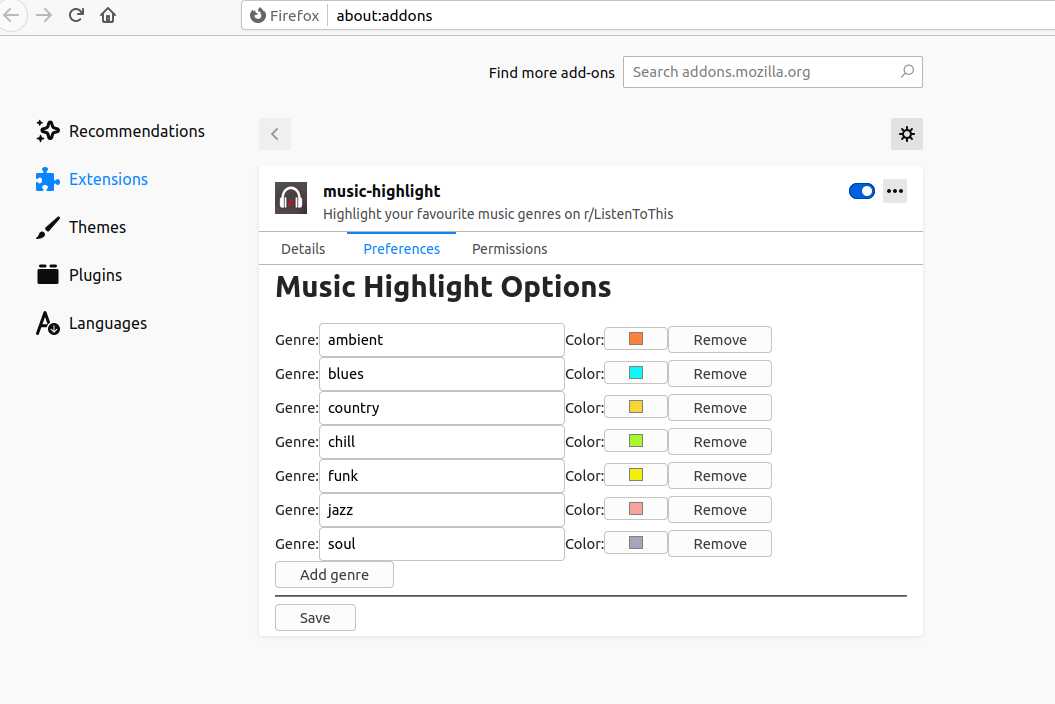 Firefox about:addons
Find more add-ons Search addons.mozilla.org
Recommendations
Extensions
Themes
Plugins
Languages
music-highlight
Highlight your favourite music genres on r/ListenToThis
Details Preferences Permissions
Music Highlight Options
Genre: ambient Color: Remove
Genre: blues Color: Remove
Genre: country Color: Remove
Genre: chill Color: Remove
Genre: funk Color: Remove
Genre: jazz Color: Remove
Genre: soul Color: Remove
Add genre
Save